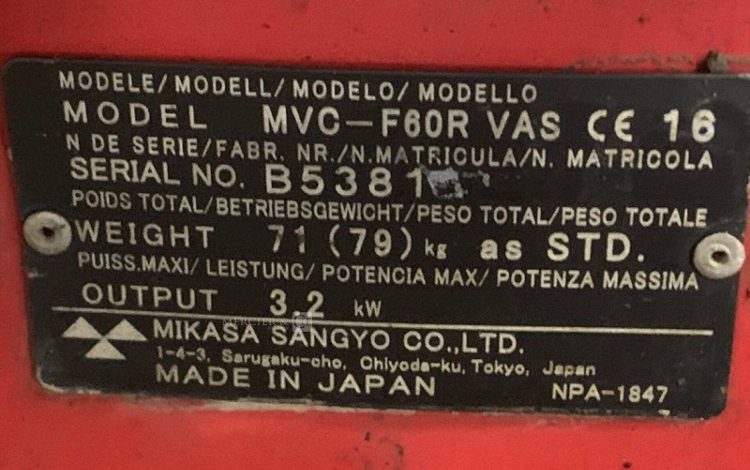 MODELE/ MODELL/ MODELO/ MODELLO
MODEL MVC-F60R VAS CE 16
N DE SERIE/FABR. NR./N.MATRICULA/N. MATRICOLA
SERIAL NO. B5381
POIDS TOTAL/BETRIEBSGEWICHT/PESO TOTAL/PESO TOTALE
WEIGHT 71 (79) kg as STD.
PUISS.MAXI/ LEISTUNG/ POTENCIA MAX/ POTENZA MASSIMA
OUTPUT 3.2 kW
MIKASA SANGYO CO.,LTD.
1-4-3, Sarugaku-cho, Chiyoda-ku, Tokyo, Japan
MADE IN JAPAN NPA-1847